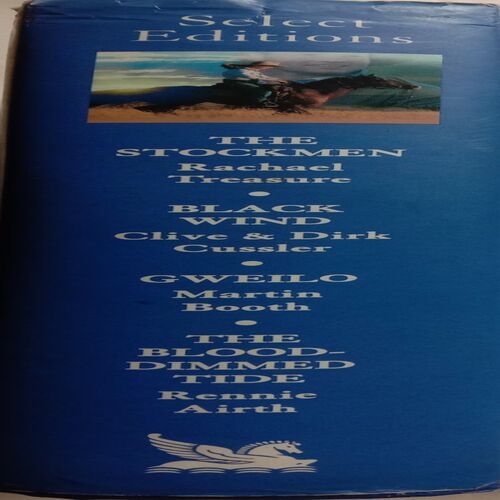 Select
Editions
THE
STOCKMEN
Rachael
Treasure
BLACK
WIND
Clive & Dirk
Cussler
GWEILO
Martin
Booth
THE
BLOOD-
DIMMED
TIDE
Rennie
Airth